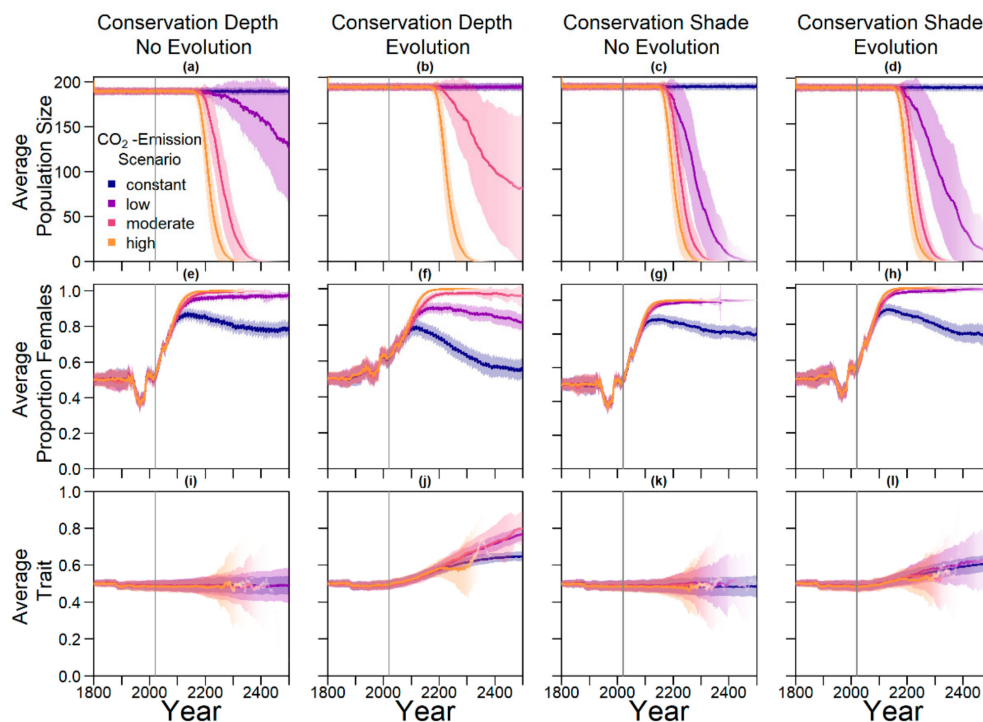 Conservation Depth Conservation Depth Conservation Shade Conservation Shade
No Evolution Evolution No Evolution Evolution
(a) (b) (c) (d)
Average
Population Size
200
150
100
50
0
CO₂ -Emission
Scenario
constant
low
moderate
high
(e) (f) (g) (h)
Average
Proportion Females
1.0
0.8
0.6
0.4
0.2
0.0
(i) (j) (k) (l)
Average
Trait
1.0
0.8
0.6
0.4
0.2
0.0
1800 2000 2200 2400 1800 2000 2200 2400 1800 2000 2200 2400 1800 2000 2200 2400
Year Year Year Year